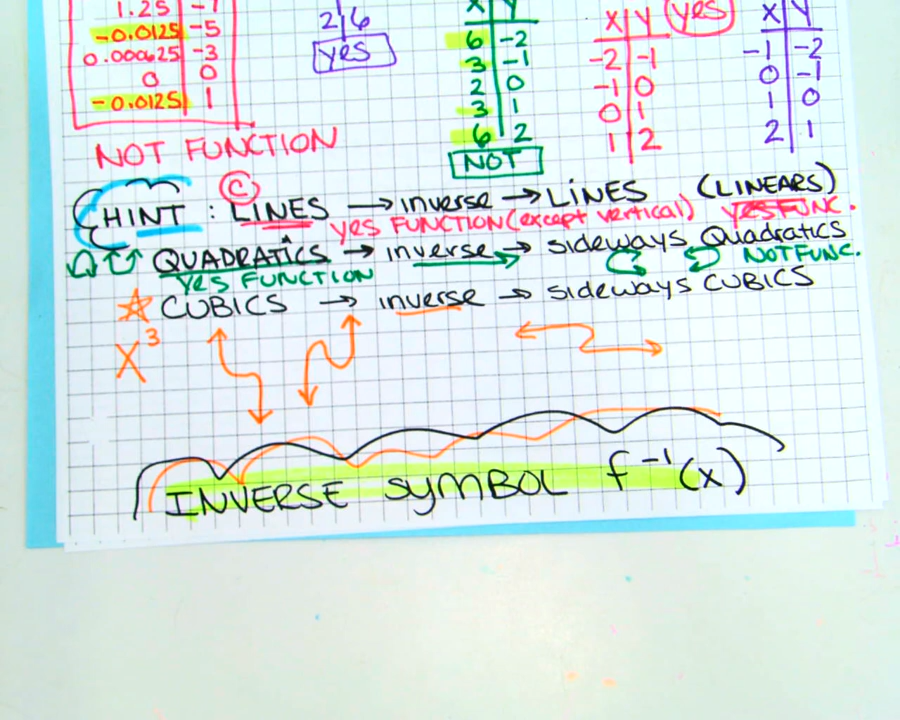 1.25 | -1
-0.0125 | -5
0.000625 | -3
0 | 0
-0.0125 | 1
NOT FUNCTION
2 | 6
yes
X | Y
6 | -2
3 | -1
2 | 0
3 | 1
6 | 2
NOT
X | Y yes
-2 | -1
-1 | 0
0 | 1
1 | 2
X | Y
-1 | -2
0 | -1
1 | 0
2 | 1
C
HINT : LINES → inverse → LINES (LINEARS)
yes FUNCTION (except vertical) YES FUNC.
QUADRATICS → inverse → sideways Quadratics
Yes FUNCTION NOT FUNC.
CUBICS → inverse → sideways CUBICS
X³
INVERSE SYMBOL f⁻¹(x)